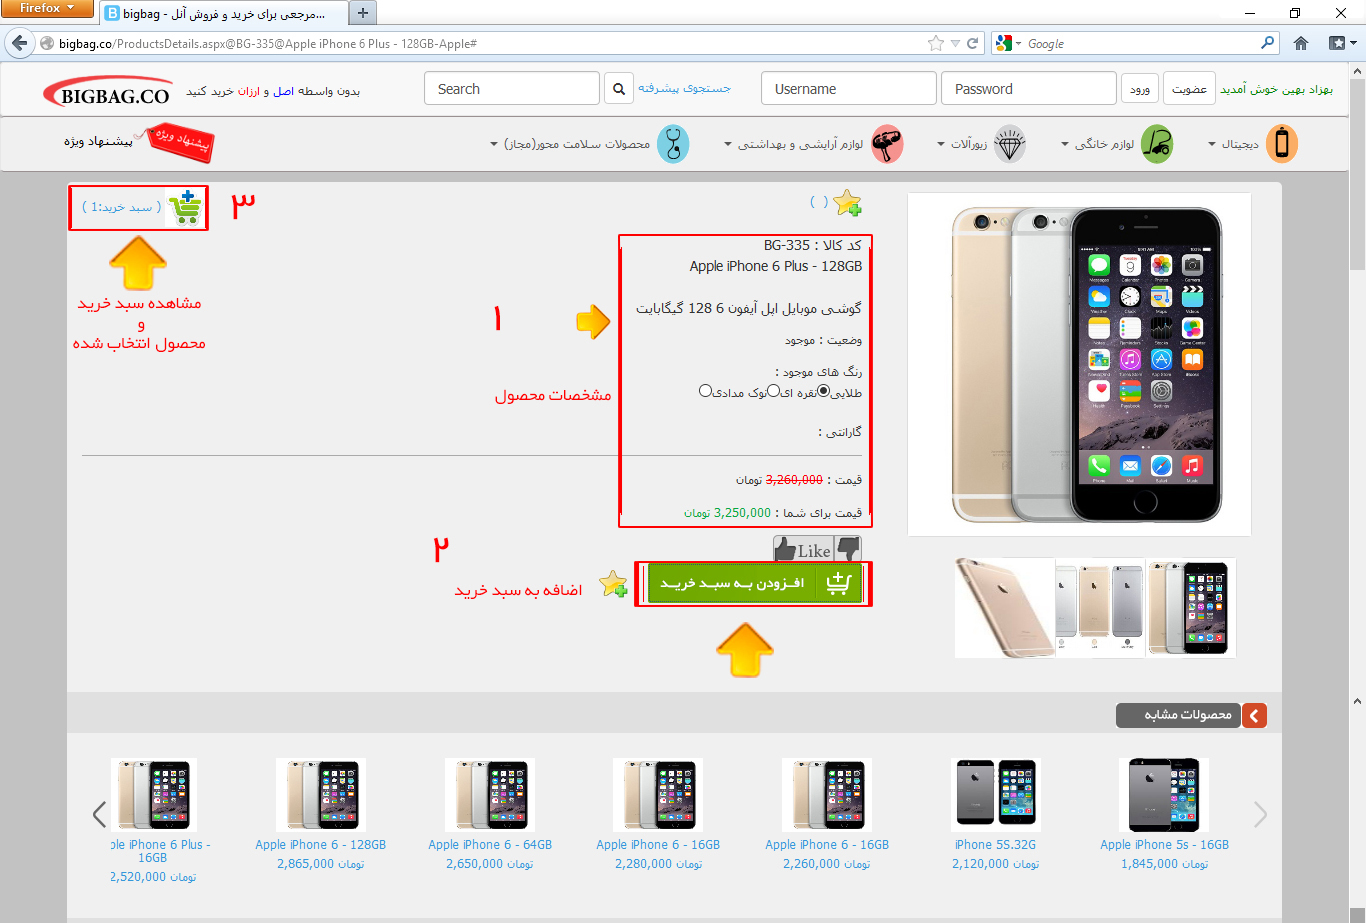 Firefox
bigbag - مرجعی برای خرید و فروش آنل...
bigbag.co/ProductsDetails.aspx@BG-335@Apple iPhone 6 Plus - 128GB-Apple#
Google
BIGBAG.CO
بدون واسطه اصل و ارزان خرید کنید
Search
جستجوی پیشرفته
Username
Password
ورود
عضویت
بهزاد بهین خوش آمدید
دیجیتال
لوازم خانگی
زیورآلات
لوازم آرایشی و بهداشتی
محصولات سلامت محور(مجاز)
پیشنهاد ویژه
پیشنهاد ویژه
( سبد خرید:1 )
۳
مشاهده سبد خرید
و
محصول انتخاب شده
( )
کد کالا : BG-335
Apple iPhone 6 Plus - 128GB
گوشی موبایل اپل آیفون 6 128 گیگابایت
وضعیت : موجود
رنگ های موجود :
طلایی نقره ای نوک مدادی
گارانتی :
قیمت : 3,260,000 تومان
قیمت برای شما : 3,250,000 تومان
۱
مشخصات محصول
Like
۲
اضافه به سبد خرید
افـزودن بـه سبـد خریـد
محصولات مشابه
ple iPhone 6 Plus - 16GB
2,520,000 تومان
Apple iPhone 6 - 128GB
2,865,000 تومان
Apple iPhone 6 - 64GB
2,650,000 تومان
Apple iPhone 6 - 16GB
2,280,000 تومان
Apple iPhone 6 - 16GB
2,260,000 تومان
iPhone 5S.32G
2,120,000 تومان
Apple iPhone 5s - 16GB
1,845,000 تومان